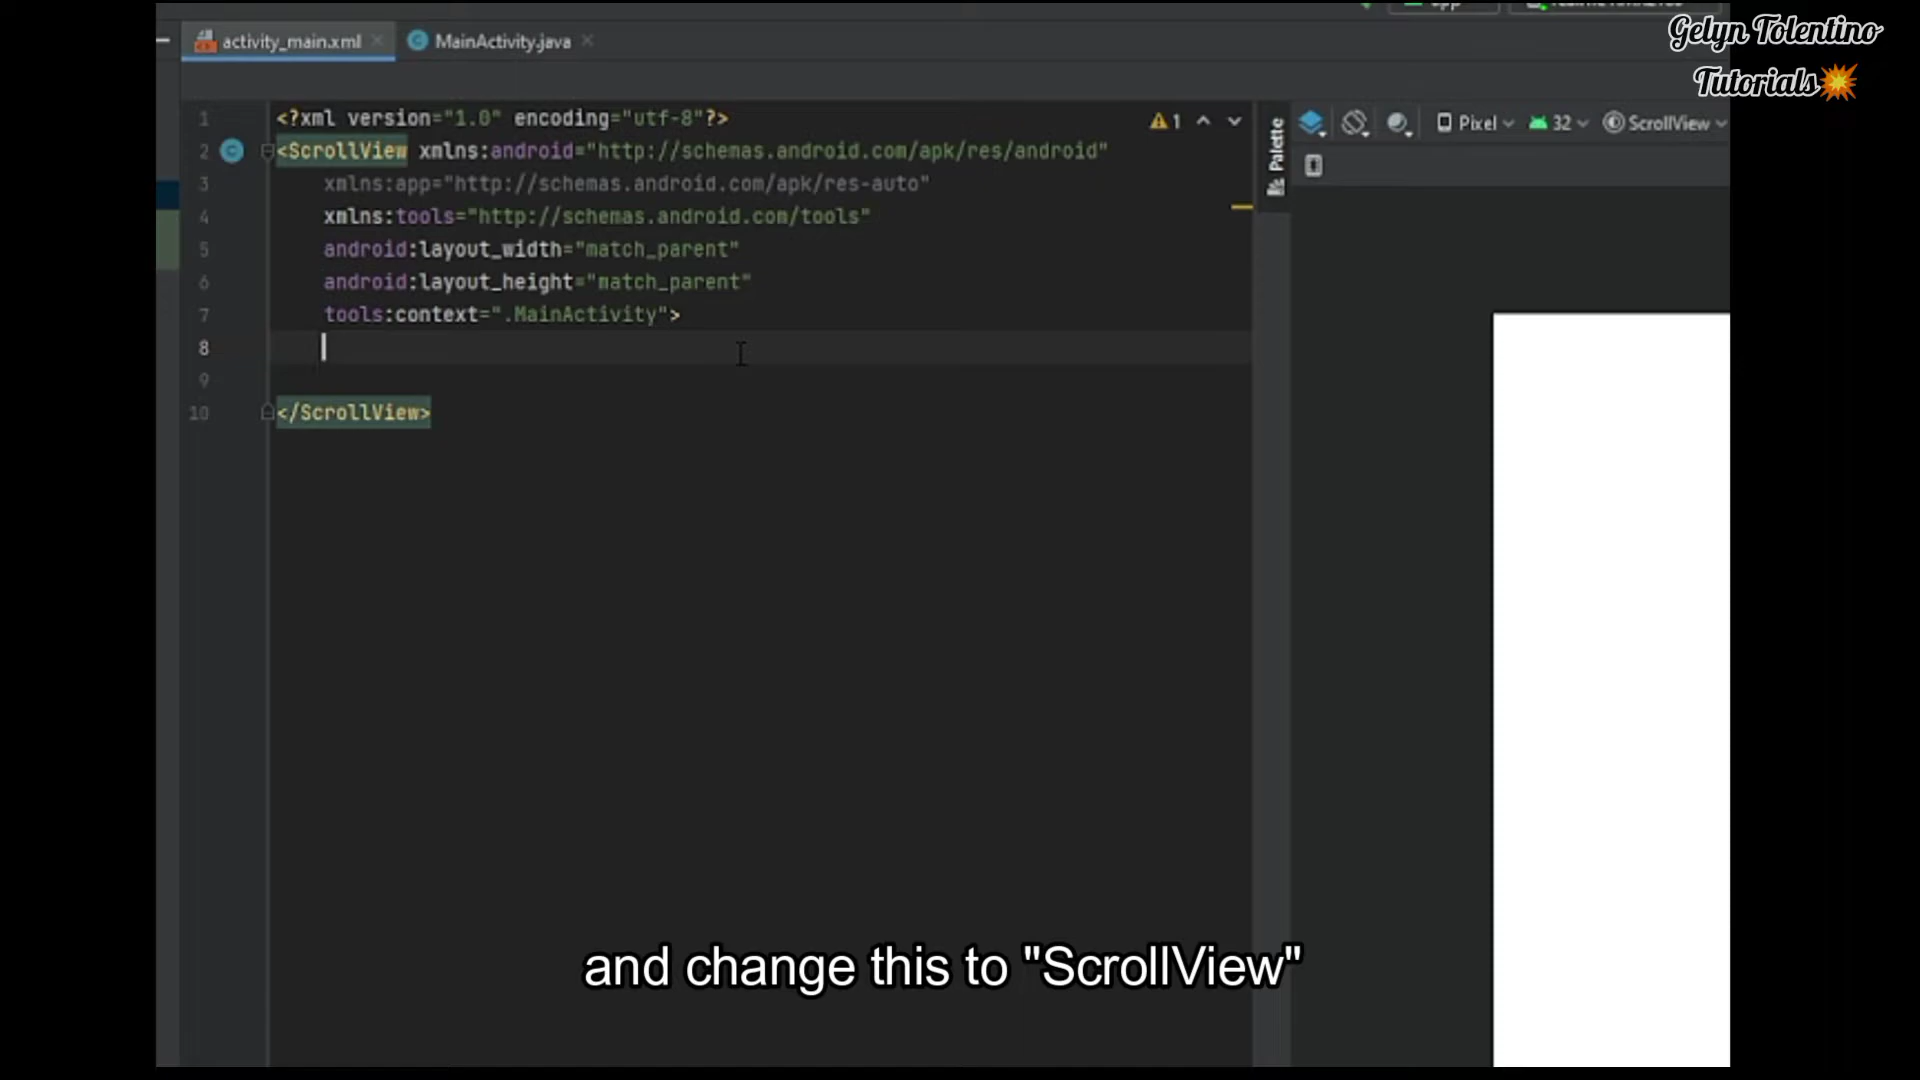 Gelyn Tolentino
Tutorials
activity_main.xml
MainActivity.java
1 <?xml version="1.0" encoding="utf-8"?>
2 <ScrollView xmlns:android="http://schemas.android.com/apk/res/android"
3 xmlns:app="http://schemas.android.com/apk/res-auto"
4 xmlns:tools="http://schemas.android.com/tools"
5 android:layout_width="match_parent"
6 android:layout_height="match_parent"
7 tools:context=".MainActivity">
8
9
10 </ScrollView>
1
Palette
Pixel 32 ScrollView
and change this to "ScrollView"